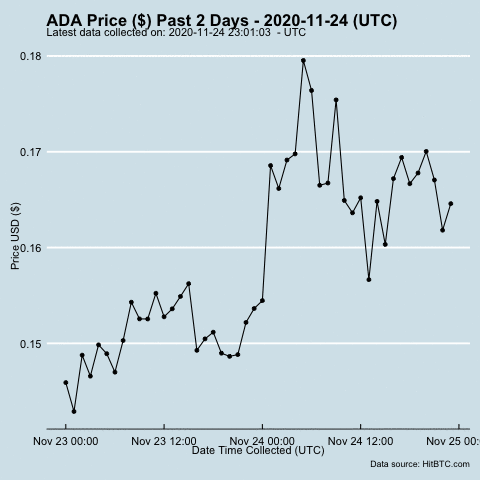 ADA Price ($) Past 2 Days - 2020-11-24 (UTC)
Latest data collected on: 2020-11-24 23:01:03 - UTC
0.18
0.17
0.16
0.15
Price USD ($)
Nov 23 00:00 Nov 23 12:00 Nov 24 00:00 Nov 24 12:00 Nov 25 00:
Date Time Collected (UTC)
Data source: HitBTC.com